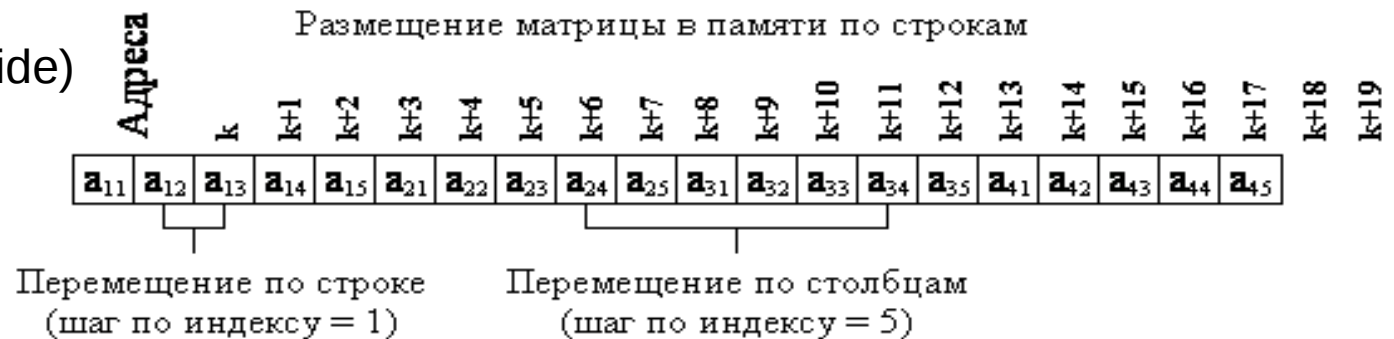 Размещение матрицы в памяти по строкам
ide)
Адреса k k+1 k+2 k+3 k+4 k+5 k+6 k+7 k+8 k+9 k+10 k+11 k+12 k+13 k+14 k+15 k+16 k+17 k+18 k+19
a₁₁ a₁₂ a₁₃ a₁₄ a₁₅ a₂₁ a₂₂ a₂₃ a₂₄ a₂₅ a₃₁ a₃₂ a₃₃ a₃₄ a₃₅ a₄₁ a₄₂ a₄₃ a₄₄ a₄₅
Перемещение по строке
(шаг по индексу = 1)
Перемещение по столбцам
(шаг по индексу = 5)